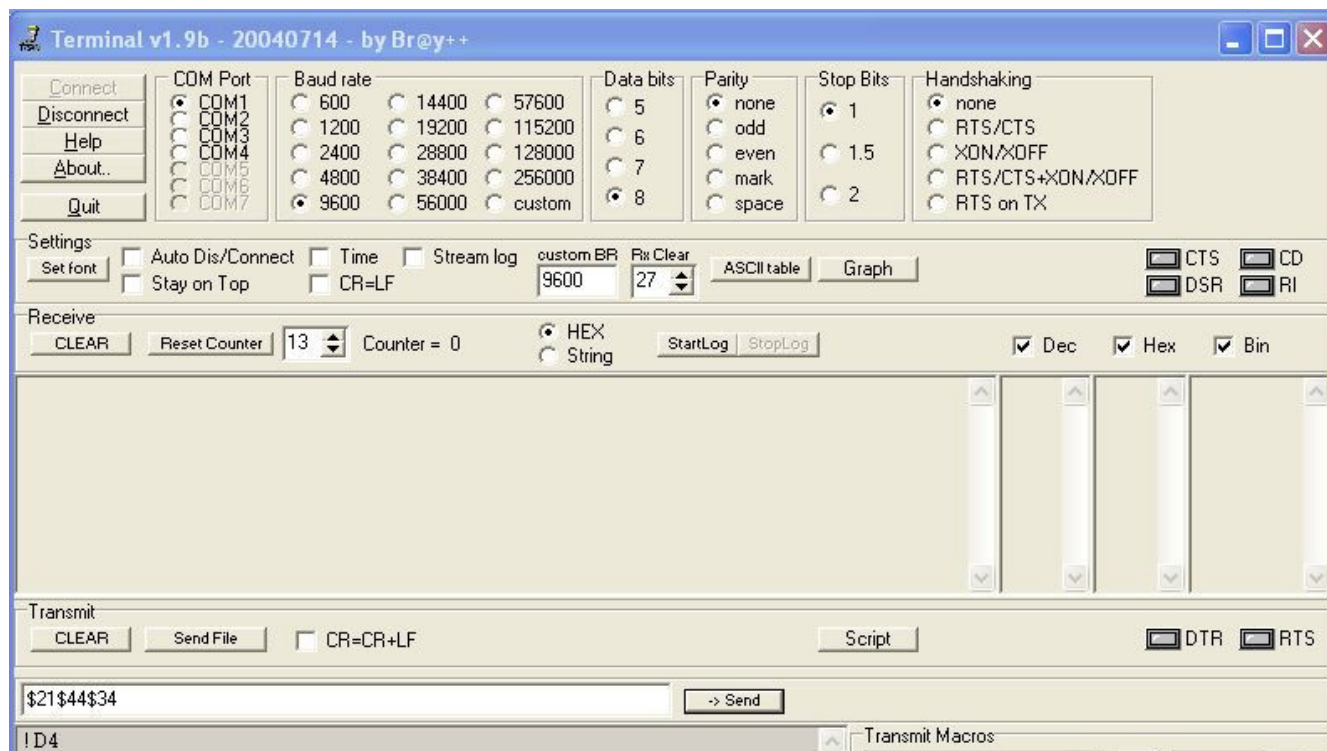 Terminal v1.9b - 20040714 - by Br@y++
Connect
Disconnect
Help
About..
Quit
COM Port
COM1
COM2
COM3
COM4
COM5
COM6
COM7
Baud rate
600 14400 57600
1200 19200 115200
2400 28800 128000
4800 38400 256000
9600 56000 custom
Data bits
5
6
7
8
Parity
none
odd
even
mark
space
Stop Bits
1
1.5
2
Handshaking
none
RTS/CTS
XON/XOFF
RTS/CTS+XON/XOFF
RTS on TX
Settings
Set font
Auto Dis/Connect Time Stream log
Stay on Top CR=LF
custom BR Rx Clear
9600 27
ASCII table Graph
CTS CD
DSR RI
Receive
CLEAR Reset Counter 13 Counter = 0
HEX
String
StartLog StopLog
Dec Hex Bin
Transmit
CLEAR Send File CR=CR+LF Script DTR RTS
$21$44$34 -> Send
!D4
Transmit Macros